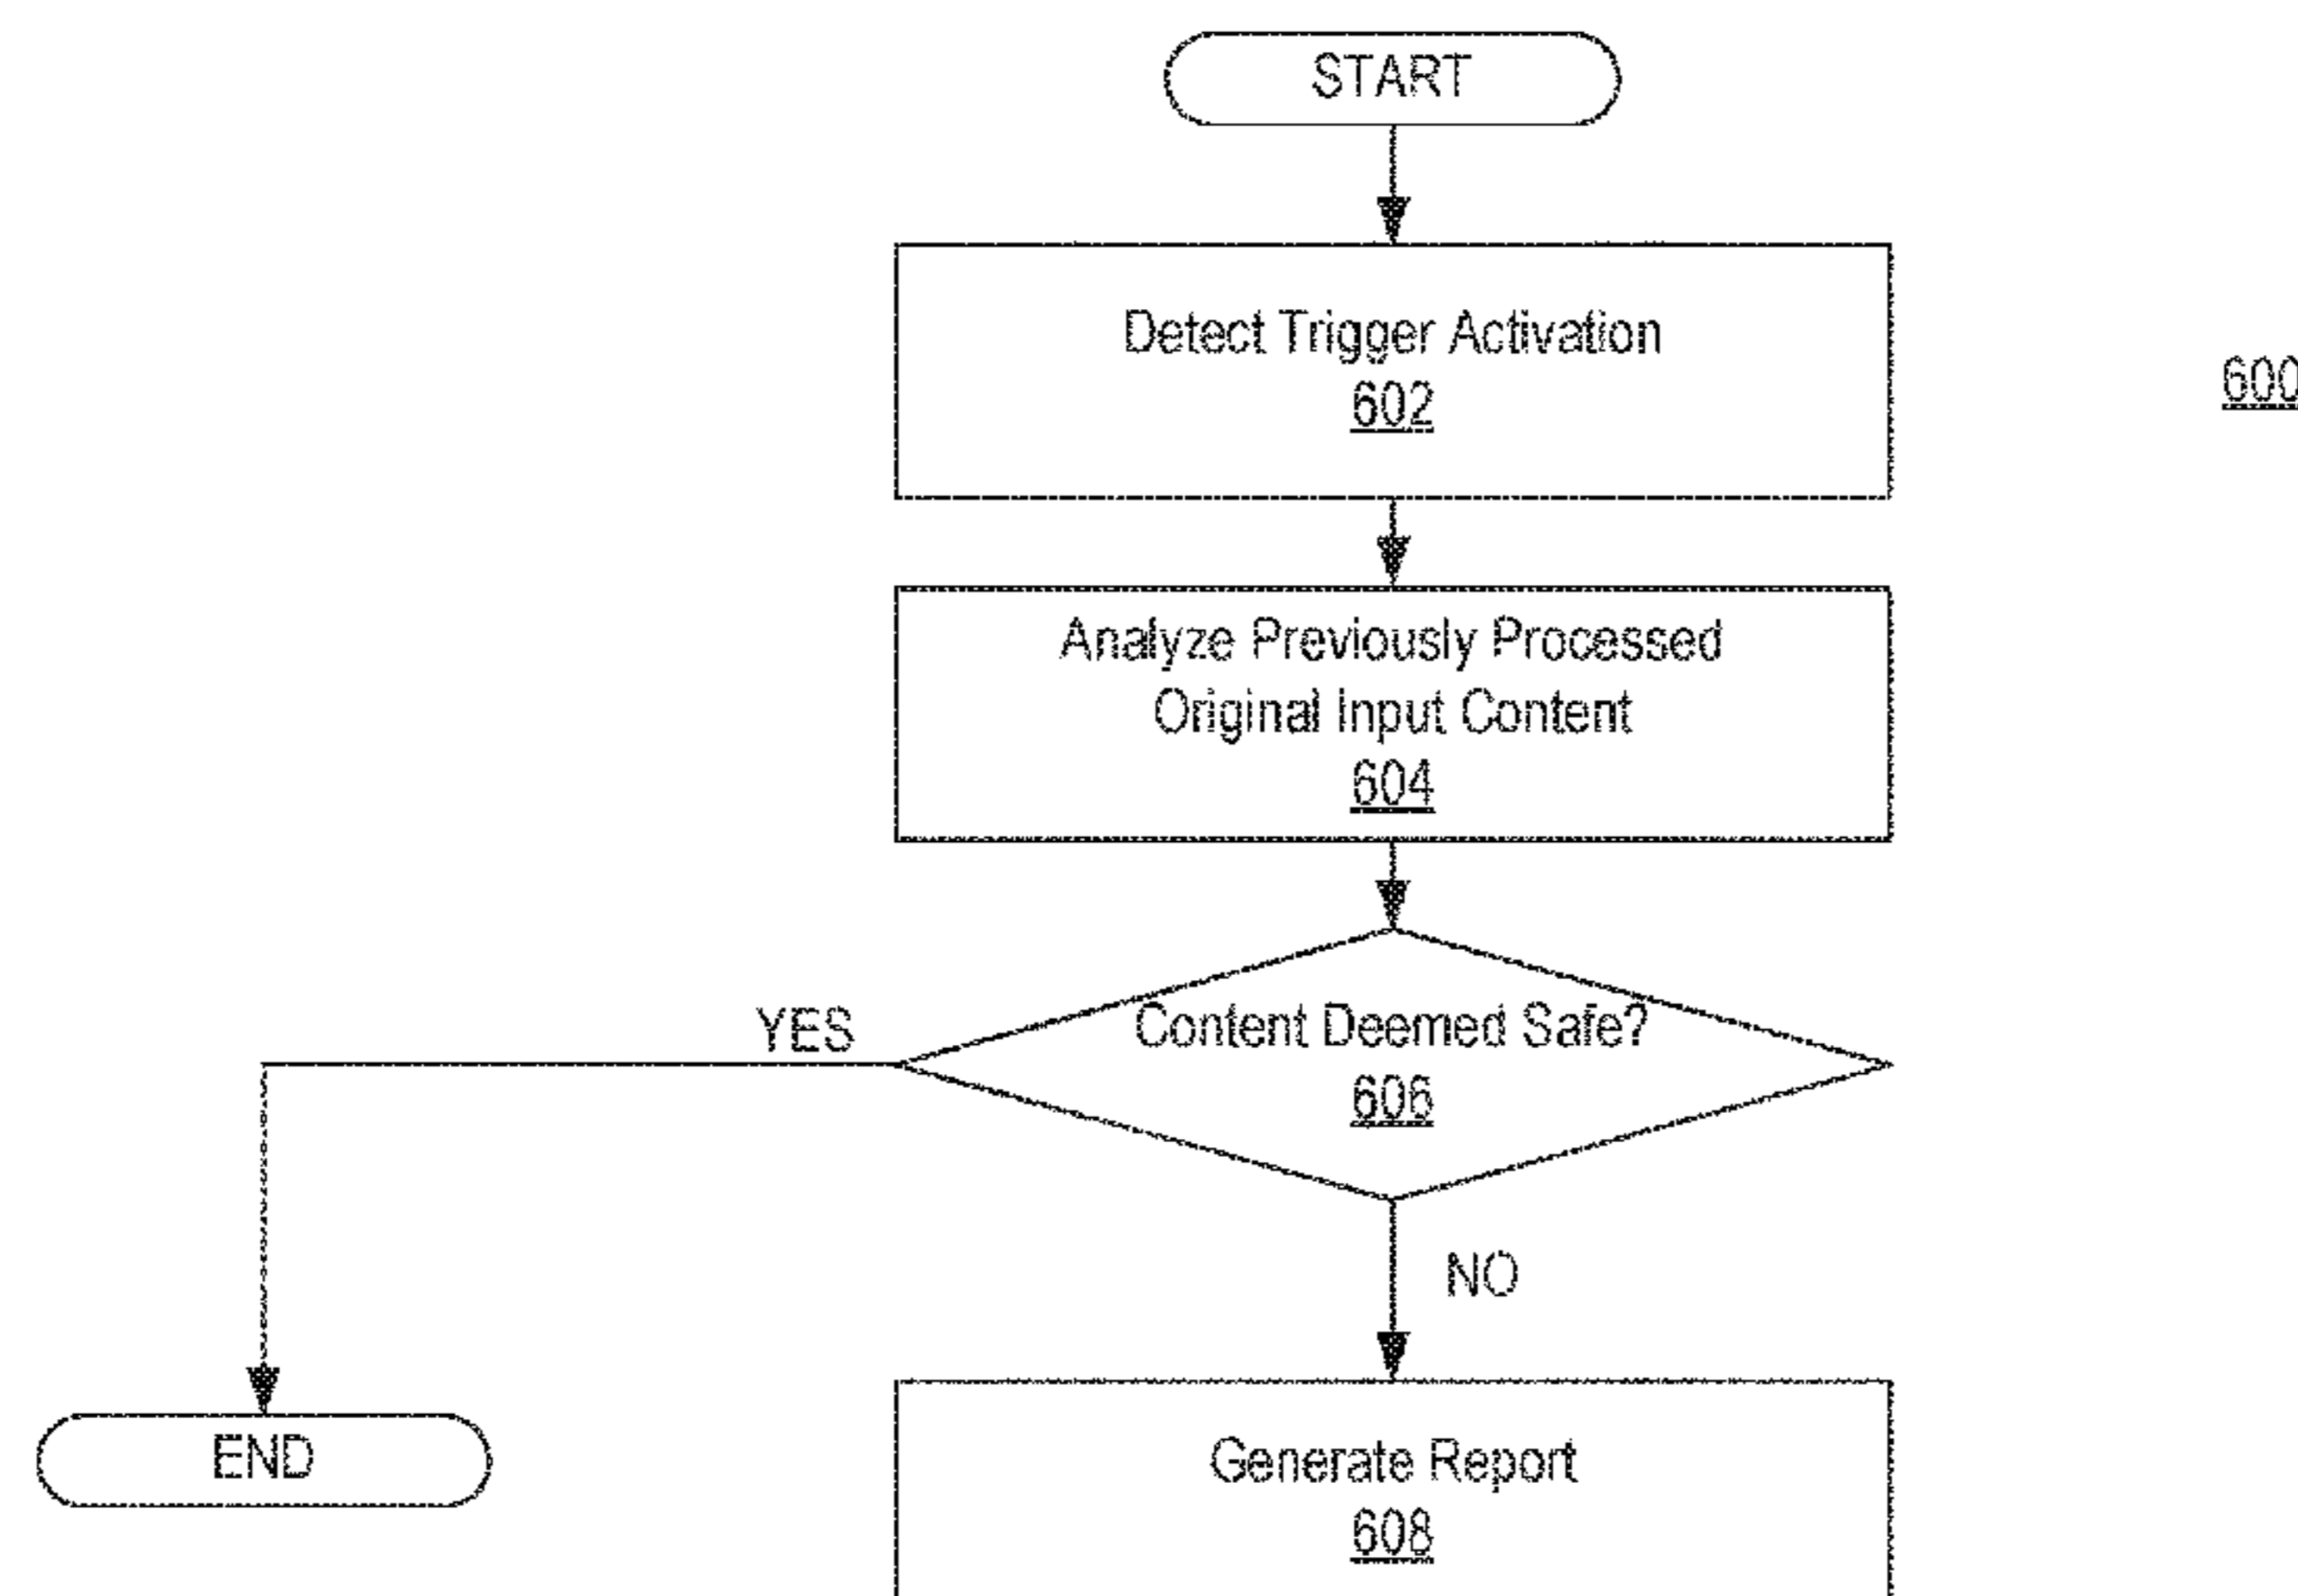 START
Detect Trigger Activation
602
600
Analyze Previously Processed
Original Input Content
604
YES
Content Deemed Safe?
606
NO
END
Generate Report
608